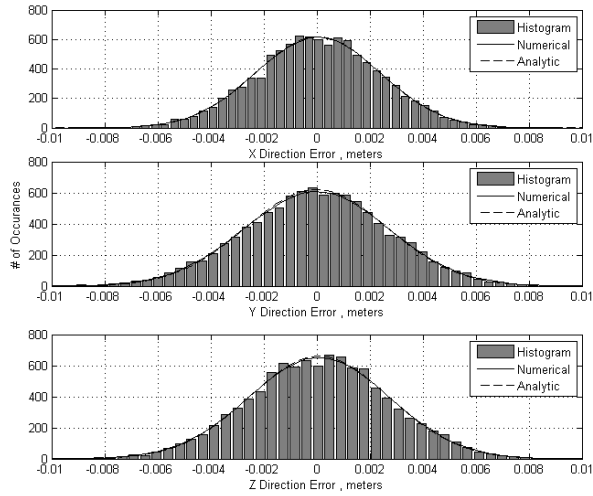 800
600
400
200
0
Histogram
Numerical
Analytic
-0.01 -0.008 -0.006 -0.004 -0.002 0 0.002 0.004 0.006 0.008 0.01
X Direction Error , meters
# of Occurances
800
600
400
200
0
Histogram
Numerical
Analytic
-0.01 -0.008 -0.006 -0.004 -0.002 0 0.002 0.004 0.006 0.008 0.01
Y Direction Error , meters
800
600
400
200
0
Histogram
Numerical
Analytic
-0.01 -0.008 -0.006 -0.004 -0.002 0 0.002 0.004 0.006 0.008 0.01
Z Direction Error , meters